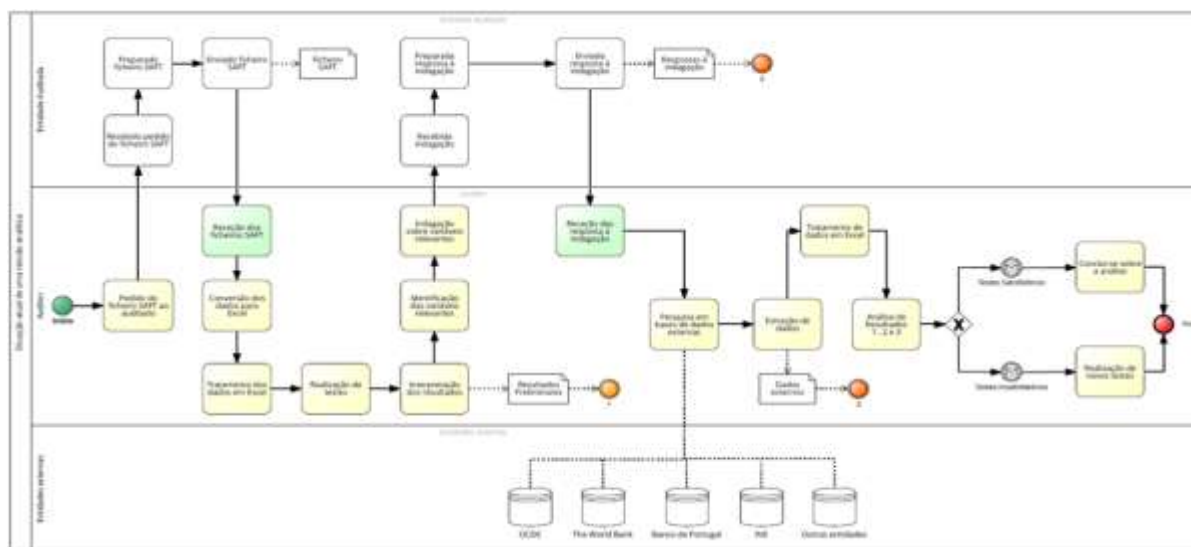 Entidade Auditada
Preparado
ficheiro SAFT
Enviado ficheiro
SAFT
Ficheiro
SAFT
Preparada
resposta à
indagação
Enviada
resposta à
indagação
Respostas à
indagação
Recebido pedido
do ficheiro SAFT
Recebida
indagação
Situação atual de uma revisão analítica
Auditor
Receção dos
ficheiros SAFT
Indagação
sobre variáveis
relevantes
Receção das
resposta à
indagação
Tratamento de
dados em Excel
Conclui-se sobre
a análise
Testes Satisfatórios
Pedido do
ficheiro SAFT ao
auditado
Conversão dos
dados para
Excel
Identificação das
variáveis
relevantes
Pesquisa em
bases de dados
externas
Extração de
dados
Análise de
Resultados
1 , 2 e 3
Testes Insatisfatórios
Realização de
novos testes
Tratamento dos
dados em Excel
Realização de
testes
Interpretação
dos resultados
Resultados
Preliminares
Dados
externos
Entidades externas
OCDE
The World Bank
Banco de Portugal
INE
Outras entidades